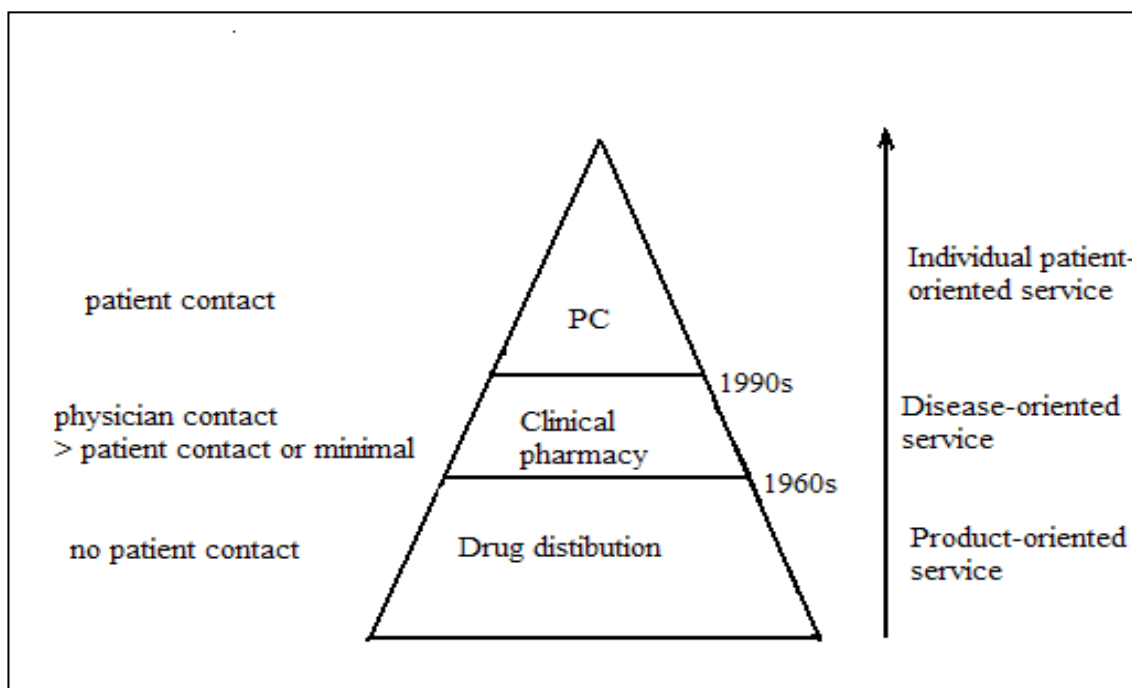 Individual patient-
oriented service
patient contact
PC
1990s
physician contact
> patient contact or minimal
Clinical
pharmacy
Disease-oriented
service
1960s
no patient contact
Drug distibution
Product-oriented
service